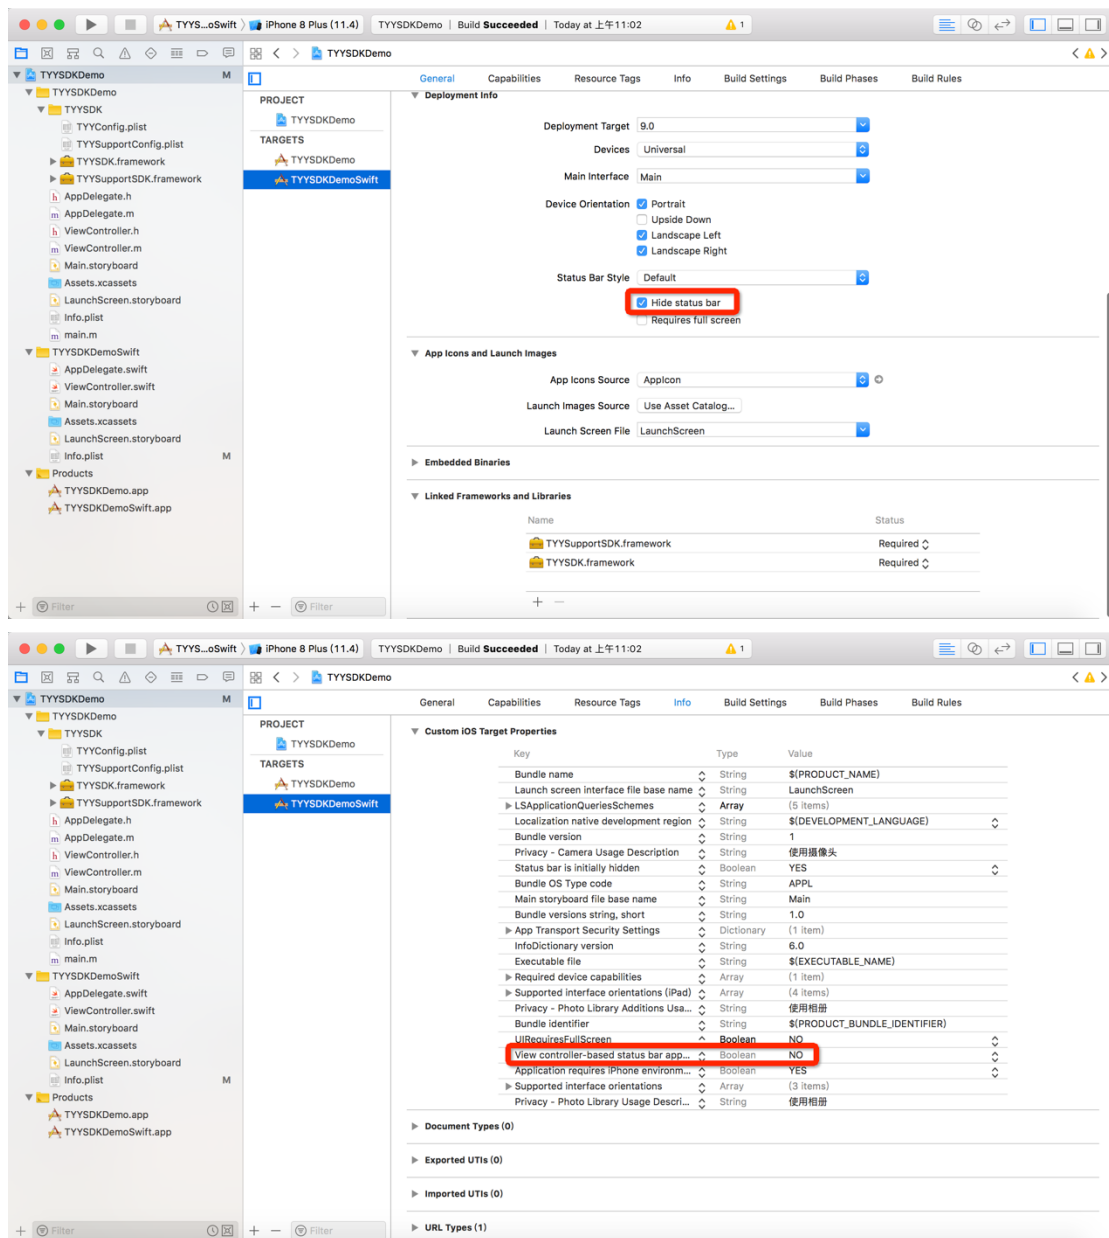 TYYS...oSwift
iPhone 8 Plus (11.4)
TYYSDKDemo | Build Succeeded | Today at 上午11:02
1
TYYSDKDemo
TYYSDKDemo M
TYYSDKDemo
TYYSDK
TYYConfig.plist
TYYSupportConfig.plist
TYYSDK.framework
TYYSupportSDK.framework
AppDelegate.h
AppDelegate.m
ViewController.h
ViewController.m
Main.storyboard
Assets.xcassets
LaunchScreen.storyboard
Info.plist
main.m
TYYSDKDemoSwift
AppDelegate.swift
ViewController.swift
Main.storyboard
Assets.xcassets
LaunchScreen.storyboard
Info.plist M
Products
TYYSDKDemo.app
TYYSDKDemoSwift.app
Filter
PROJECT
TYYSDKDemo
TARGETS
TYYSDKDemo
TYYSDKDemoSwift
Filter
General Capabilities Resource Tags Info Build Settings Build Phases Build Rules
Deployment Info
Deployment Target 9.0
Devices Universal
Main Interface Main
Device Orientation Portrait
Upside Down
Landscape Left
Landscape Right
Status Bar Style Default
Hide status bar
Requires full screen
App Icons and Launch Images
App Icons Source AppIcon
Launch Images Source Use Asset Catalog...
Launch Screen File LaunchScreen
Embedded Binaries
Linked Frameworks and Libraries
Name Status
TYYSupportSDK.framework Required
TYYSDK.framework Required
TYYS...oSwift
iPhone 8 Plus (11.4)
TYYSDKDemo | Build Succeeded | Today at 上午11:02
1
TYYSDKDemo
TYYSDKDemo M
TYYSDKDemo
TYYSDK
TYYConfig.plist
TYYSupportConfig.plist
TYYSDK.framework
TYYSupportSDK.framework
AppDelegate.h
AppDelegate.m
ViewController.h
ViewController.m
Main.storyboard
Assets.xcassets
LaunchScreen.storyboard
Info.plist
main.m
TYYSDKDemoSwift
AppDelegate.swift
ViewController.swift
Main.storyboard
Assets.xcassets
LaunchScreen.storyboard
Info.plist M
Products
TYYSDKDemo.app
TYYSDKDemoSwift.app
Filter
PROJECT
TYYSDKDemo
TARGETS
TYYSDKDemo
TYYSDKDemoSwift
Filter
General Capabilities Resource Tags Info Build Settings Build Phases Build Rules
Custom iOS Target Properties
Key Type Value
Bundle name String $(PRODUCT_NAME)
Launch screen interface file base name String LaunchScreen
LSApplicationQueriesSchemes Array (5 items)
Localization native development region String $(DEVELOPMENT_LANGUAGE)
Bundle version String 1
Privacy - Camera Usage Description String 使用摄像头
Status bar is initially hidden Boolean YES
Bundle OS Type code String APPL
Main storyboard file base name String Main
Bundle versions string, short String 1.0
App Transport Security Settings Dictionary (1 item)
InfoDictionary version String 6.0
Executable file String $(EXECUTABLE_NAME)
Required device capabilities Array (1 item)
Supported interface orientations (iPad) Array (4 items)
Privacy - Photo Library Additions Usa... String 使用相册
Bundle identifier String $(PRODUCT_BUNDLE_IDENTIFIER)
UIRequiresFullScreen Boolean NO
View controller-based status bar app... Boolean NO
Application requires iPhone environm... Boolean YES
Supported interface orientations Array (3 items)
Privacy - Photo Library Usage Descri... String 使用相册
Document Types (0)
Exported UTIs (0)
Imported UTIs (0)
URL Types (1)